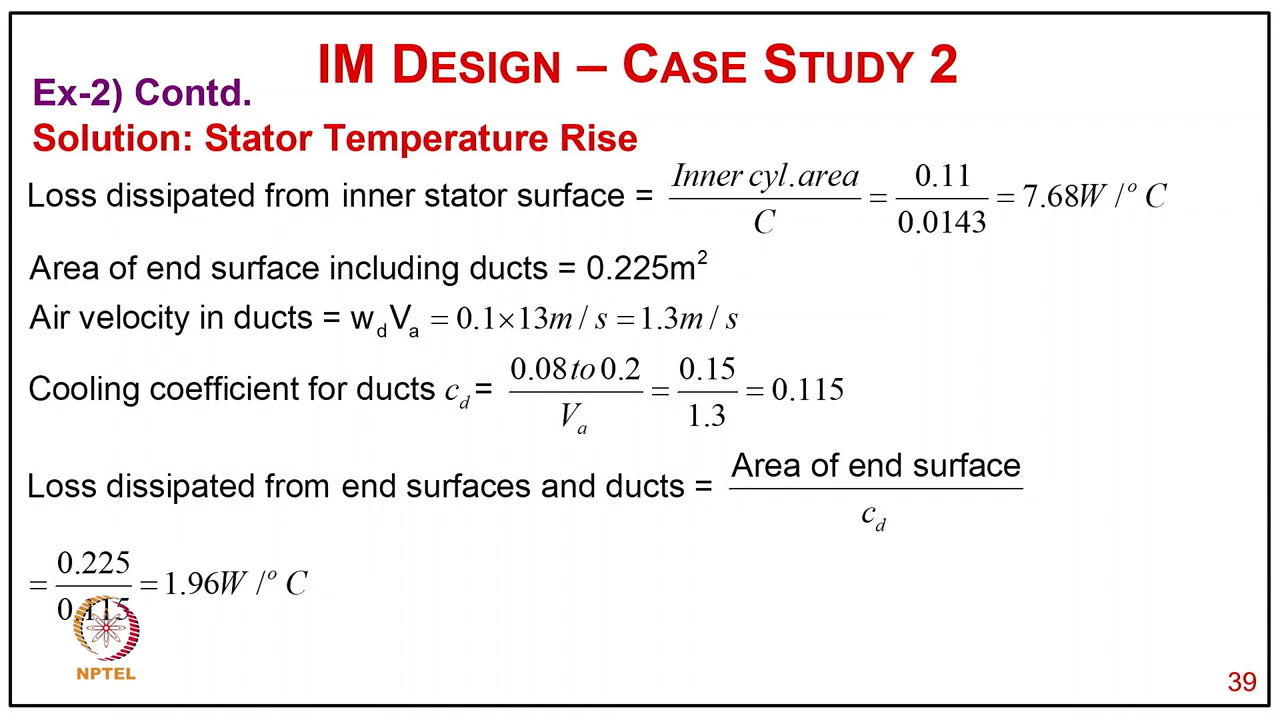 IM DESIGN – CASE STUDY 2
Ex-2) Contd.
Solution: Stator Temperature Rise
Loss dissipated from inner stator surface = Inner cyl.area / C = 0.11 / 0.0143 = 7.68W /º C
Area of end surface including ducts = 0.225m²
Air velocity in ducts = w_d V_a = 0.1×13m / s = 1.3m / s
Cooling coefficient for ducts c_d = 0.08 to 0.2 / V_a = 0.15 / 1.3 = 0.115
Loss dissipated from end surfaces and ducts = Area of end surface / c_d
= 0.225 / 0.115 = 1.96W /º C
NPTEL
39